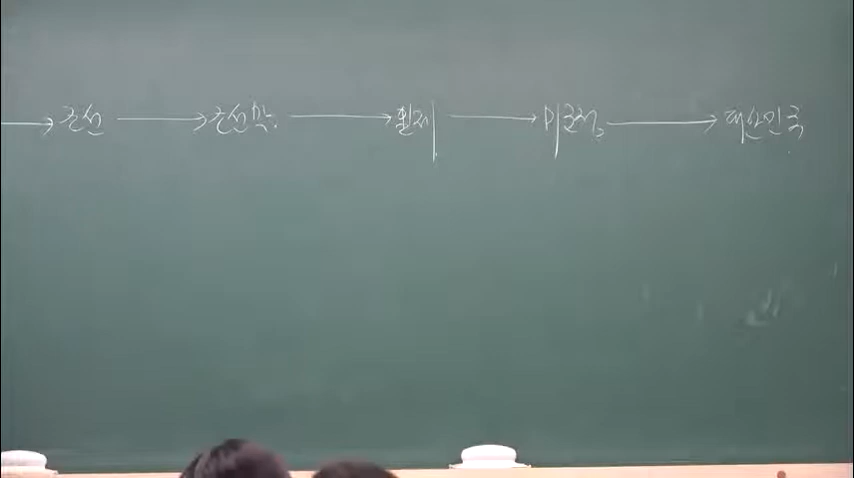 → 조선 → 조선말 → 일제 → 미군정 → 대한민국